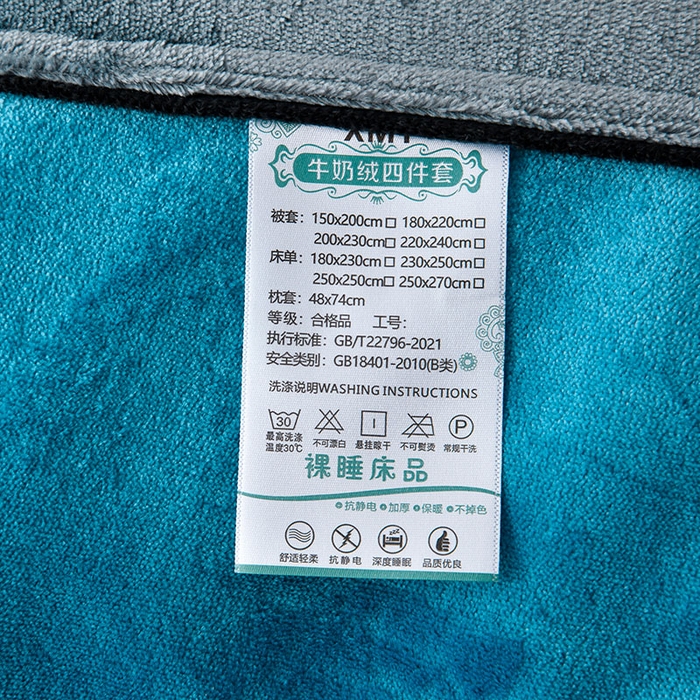 XMY
牛奶绒四件套
被套：150x200cm□ 180x220cm□
200x230cm□ 220x240cm□
床单：180x230cm□ 230x250cm□
250x250cm□ 250x270cm□
枕套：48x74cm
等级：合格品 工号：
执行标准：GB/T22796-2021
安全类别：GB18401-2010(B类)
洗涤说明WASHING INSTRUCTIONS
30 P
最高洗涤温度30℃ 不可漂白 悬挂晾干 不可熨烫 常规干洗
裸睡床品
抗静电 加厚 保暖 不掉色
舒适轻柔 抗静电 深度睡眠 品质优良